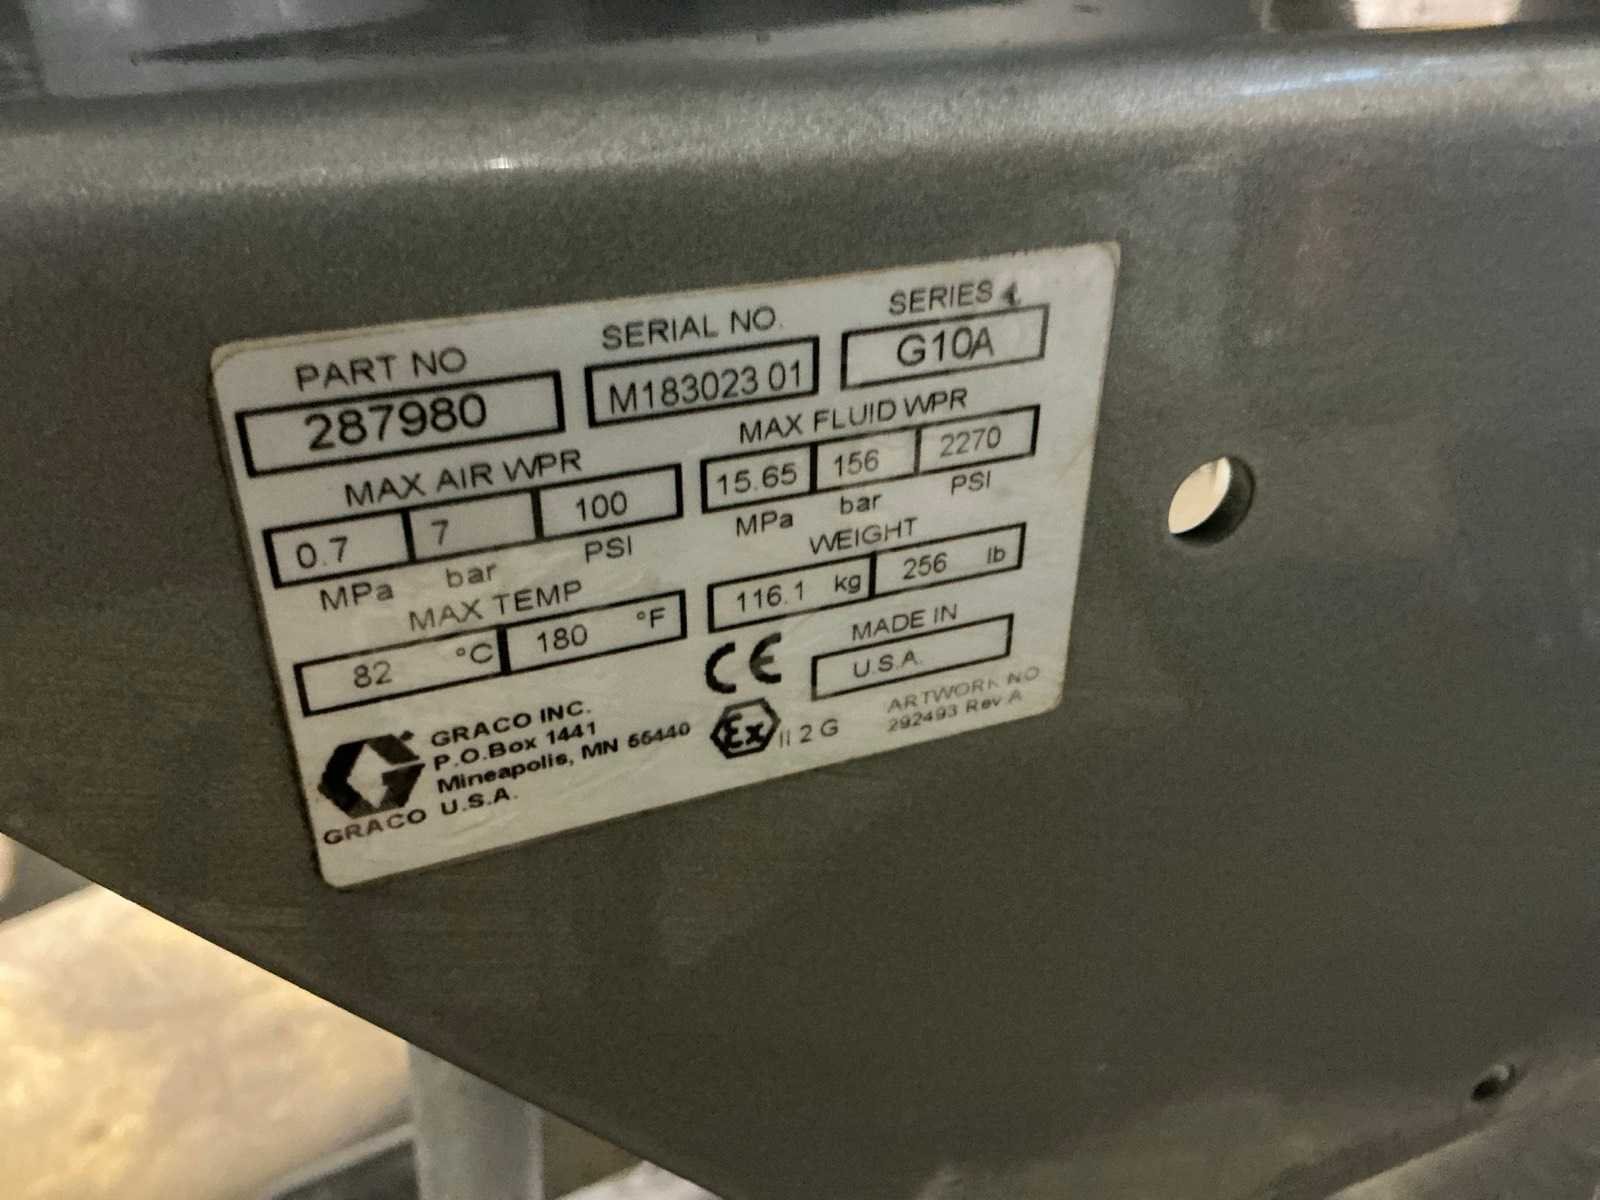 PART NO
287980
SERIAL NO.
M183023 01
SERIES
G10A
MAX AIR WPR
0.7 7 100
MPa bar PSI
MAX FLUID WPR
15.65 156 2270
MPa bar PSI
MAX TEMP
82 °C 180 °F
WEIGHT
116.1 kg 256 lb
CE
MADE IN
U.S.A.
GRACO
GRACO INC.
P.O.Box 1441
Mineapolis, MN 55440
U.S.A.
Ex II 2 G
ARTWORK NO
292493 Rev A